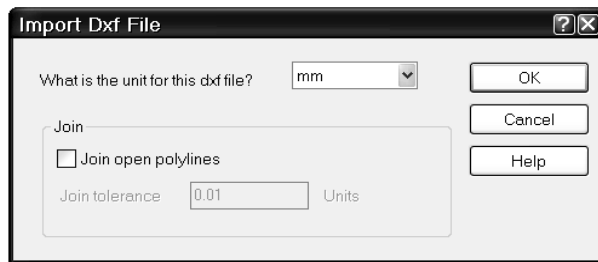 Import Dxf File
What is the unit for this dxf file? mm
OK
Cancel
Help
Join
Join open polylines
Join tolerance 0.01 Units